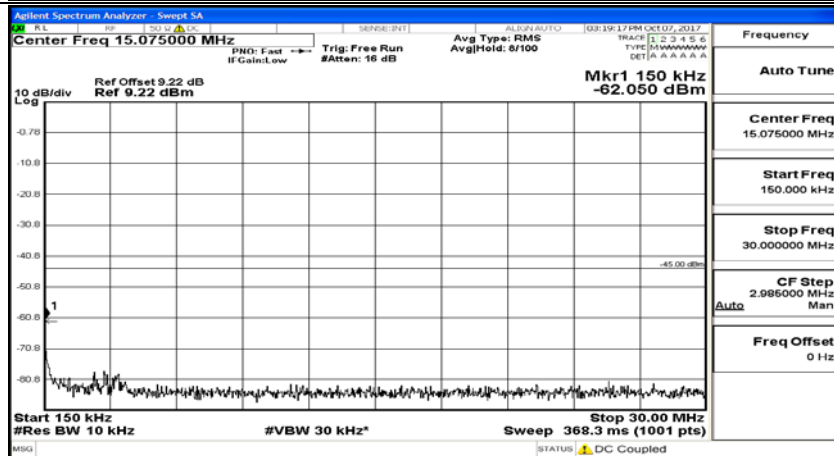 Agilent Spectrum Analyzer - Swept SA
RL RF 50 Ω DC SENSE:INT ALIGN AUTO 03:19:17 PM Oct 07, 2017
Center Freq 15.075000 MHz
PNO: Fast
IFGain:Low
Trig: Free Run
#Atten: 16 dB
Avg Type: RMS
Avg|Hold: 8/100
TRACE 1 2 3 4 5 6
TYPE M W W W W W
DET A A A A A A
Ref Offset 9.22 dB
10 dB/div Ref 9.22 dBm
Log
Mkr1 150 kHz
-62.050 dBm
-0.78
-10.8
-20.8
-30.8
-40.8
-45.00 dBm
-50.8
1
-60.8
-70.8
-80.8
Start 150 kHz
Stop 30.00 MHz
#Res BW 10 kHz
#VBW 30 kHz*
Sweep 368.3 ms (1001 pts)
MSG
STATUS DC Coupled
Frequency
Auto Tune
Center Freq
15.075000 MHz
Start Freq
150.000 kHz
Stop Freq
30.000000 MHz
CF Step
2.985000 MHz
Auto Man
Freq Offset
0 Hz